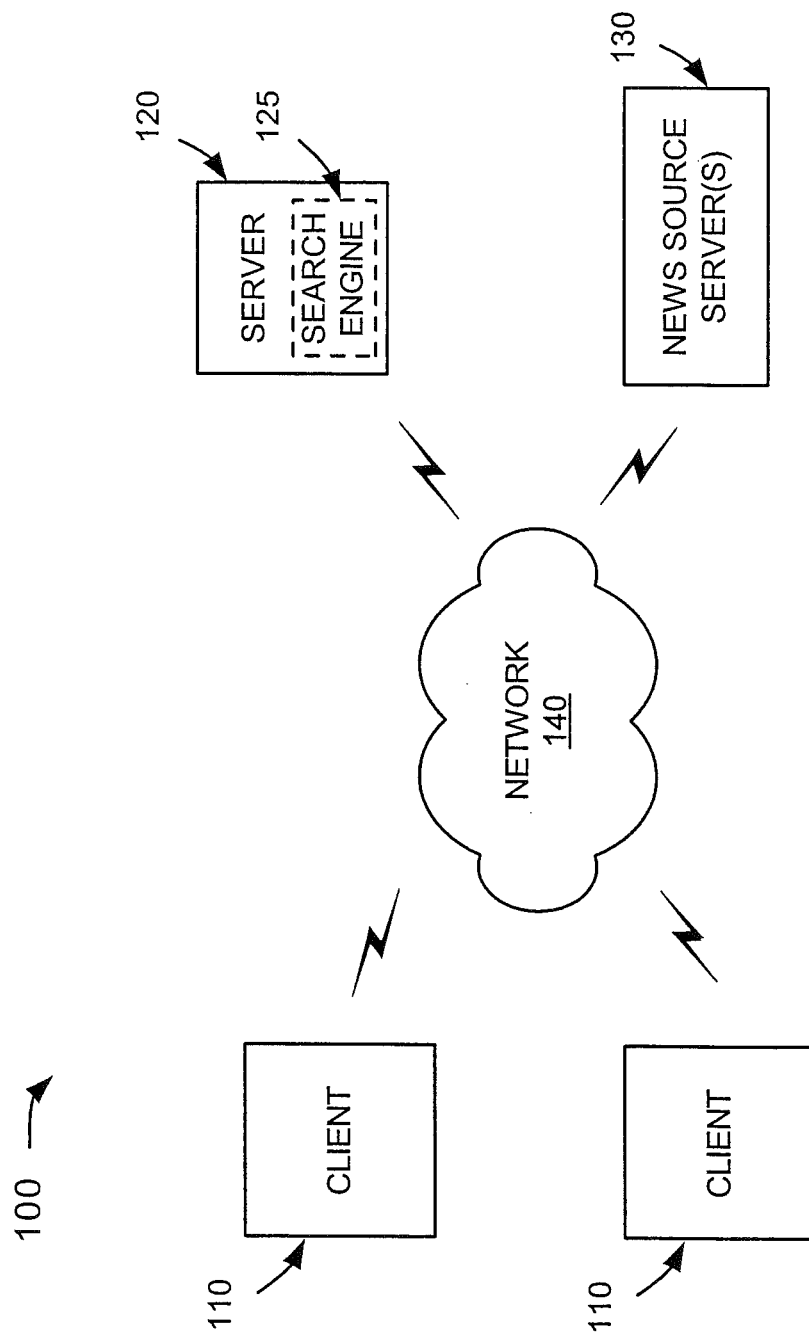 100
110
CLIENT
110
CLIENT
NETWORK
140
120
SERVER
125
SEARCH
ENGINE
130
NEWS SOURCE
SERVER(S)